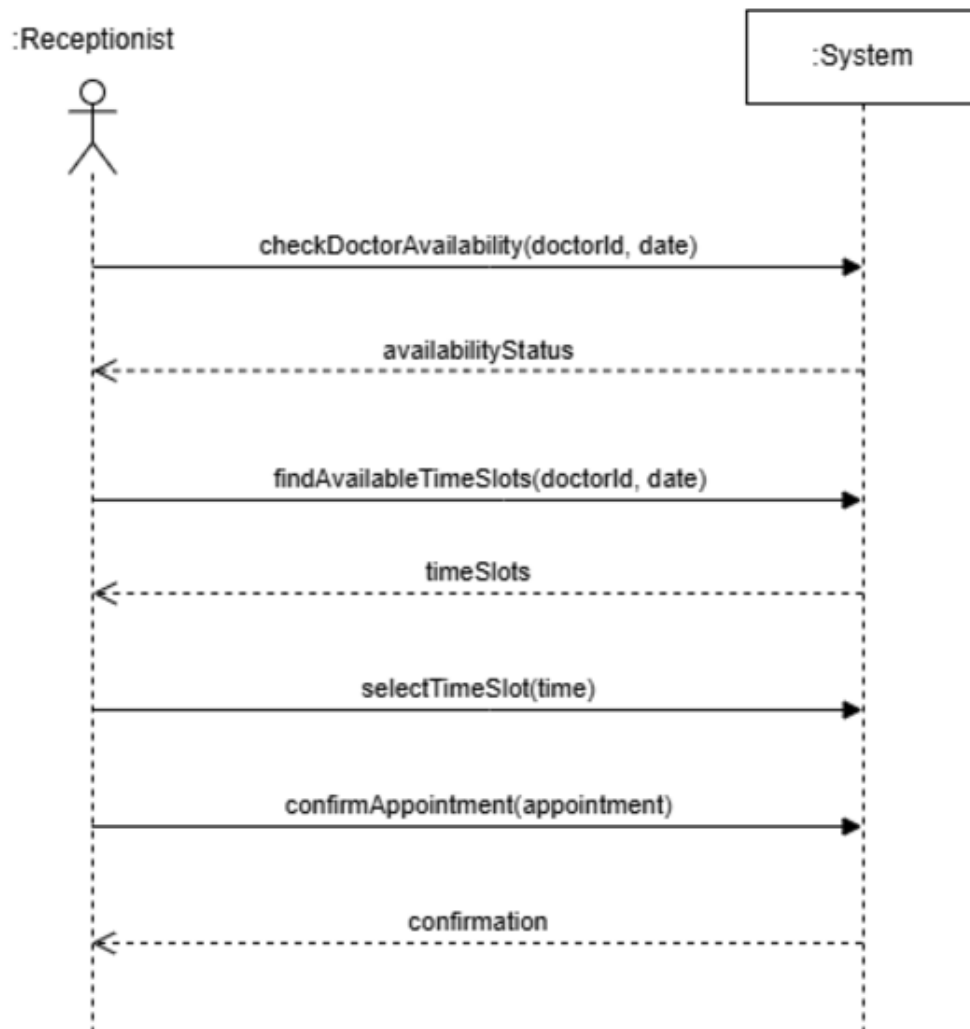 :Receptionist
:System
checkDoctorAvailability(doctorId, date)
availabilityStatus
findAvailableTimeSlots(doctorId, date)
timeSlots
selectTimeSlot(time)
confirmAppointment(appointment)
confirmation